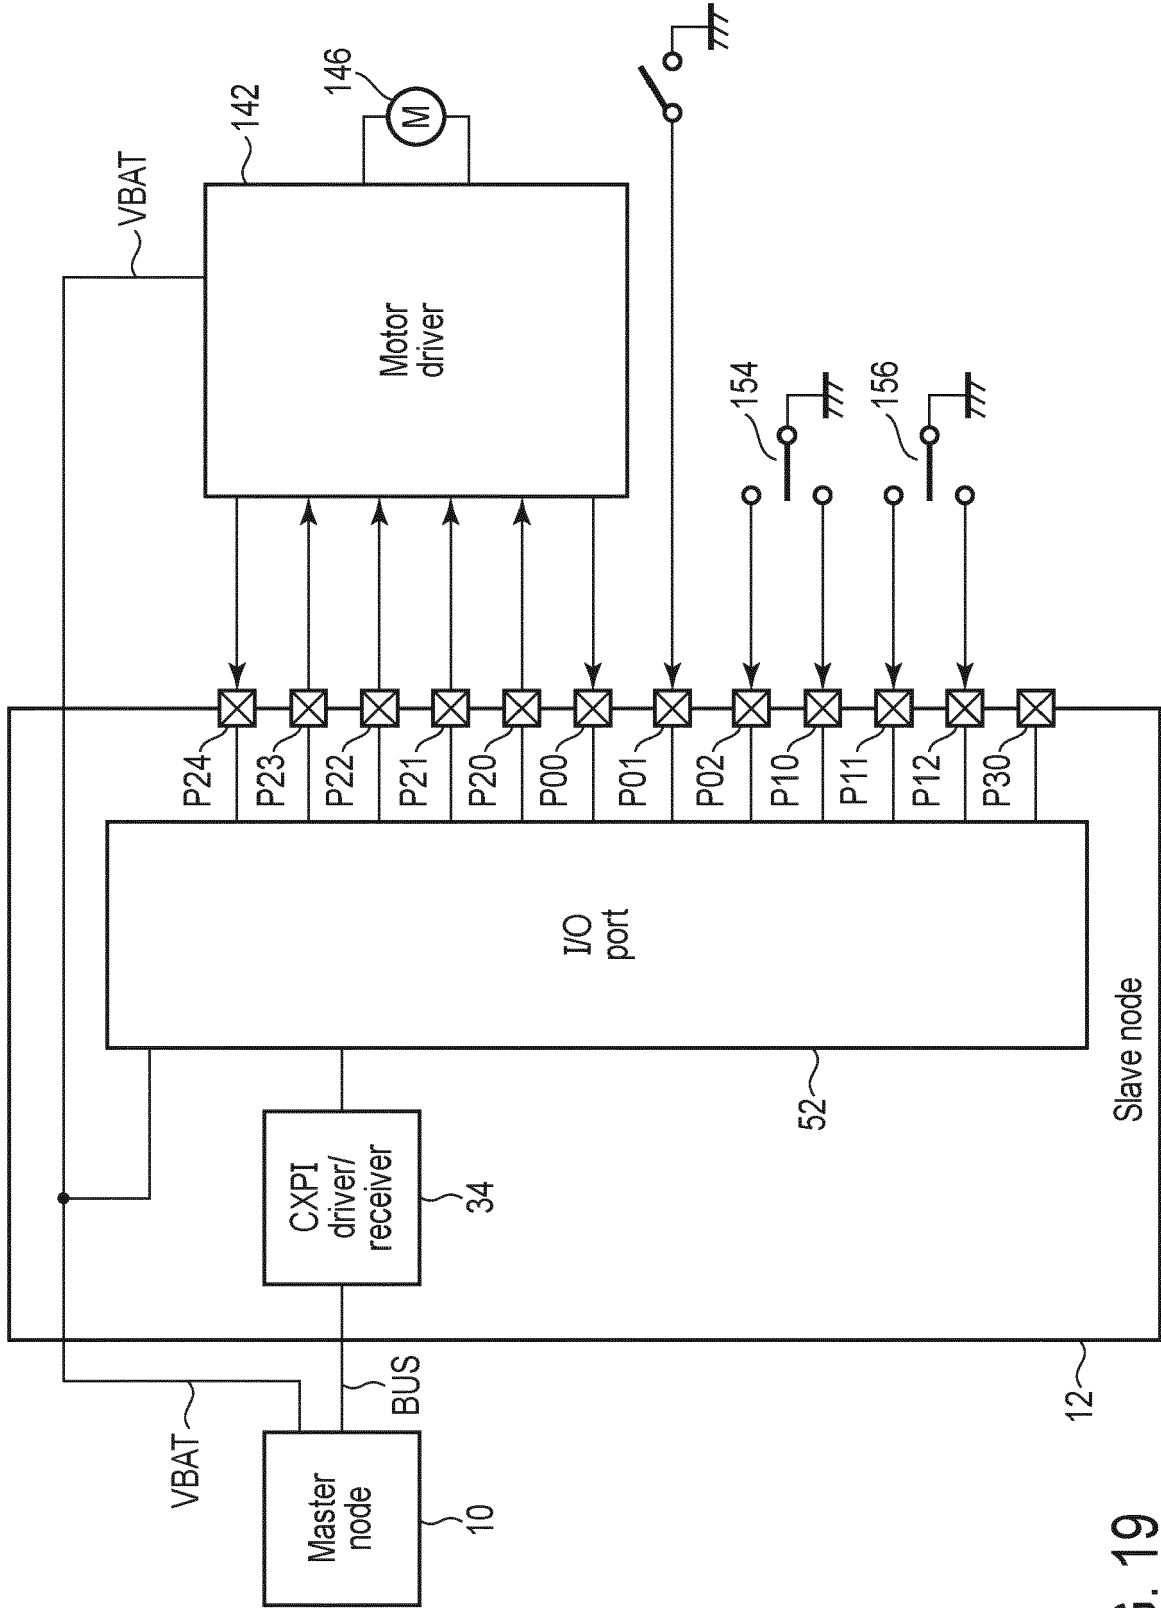 VBAT
142
146
Motor
driver
154
156
P24
P23
P22
P21
P20
P00
P01
P02
P10
P11
P12
P30
I/O
port
52
Slave node
CXPI
driver/
receiver
34
VBAT
BUS
12
Master
node
10
19